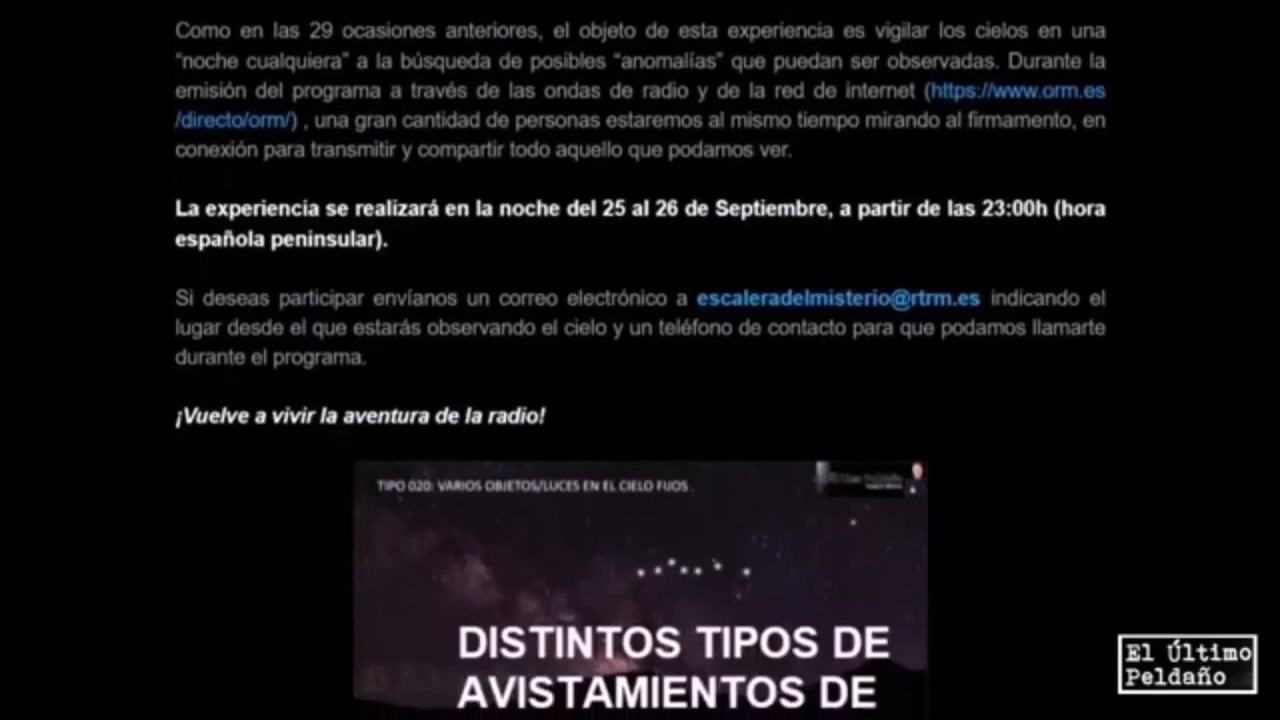 Como en las 29 ocasiones anteriores, el objeto de esta experiencia es vigilar los cielos en una
“noche cualquiera” a la búsqueda de posibles “anomalías” que puedan ser observadas. Durante la
emisión del programa a través de las ondas de radio y de la red de internet (https://www.orm.es
/directo/orm/) , una gran cantidad de personas estaremos al mismo tiempo mirando al firmamento, en
conexión para transmitir y compartir todo aquello que podamos ver.
La experiencia se realizará en la noche del 25 al 26 de Septiembre, a partir de las 23:00h (hora
española peninsular).
Si deseas participar envíanos un correo electrónico a escaleradelmisterio@rtrm.es indicando el
lugar desde el que estarás observando el cielo y un teléfono de contacto para que podamos llamarte
durante el programa.
¡Vuelve a vivir la aventura de la radio!
TIPO 020: VARIOS OBJETOS/LUCES EN EL CIELO FIJOS
DISTINTOS TIPOS DE
AVISTAMIENTOS DE
El Último
Peldaño